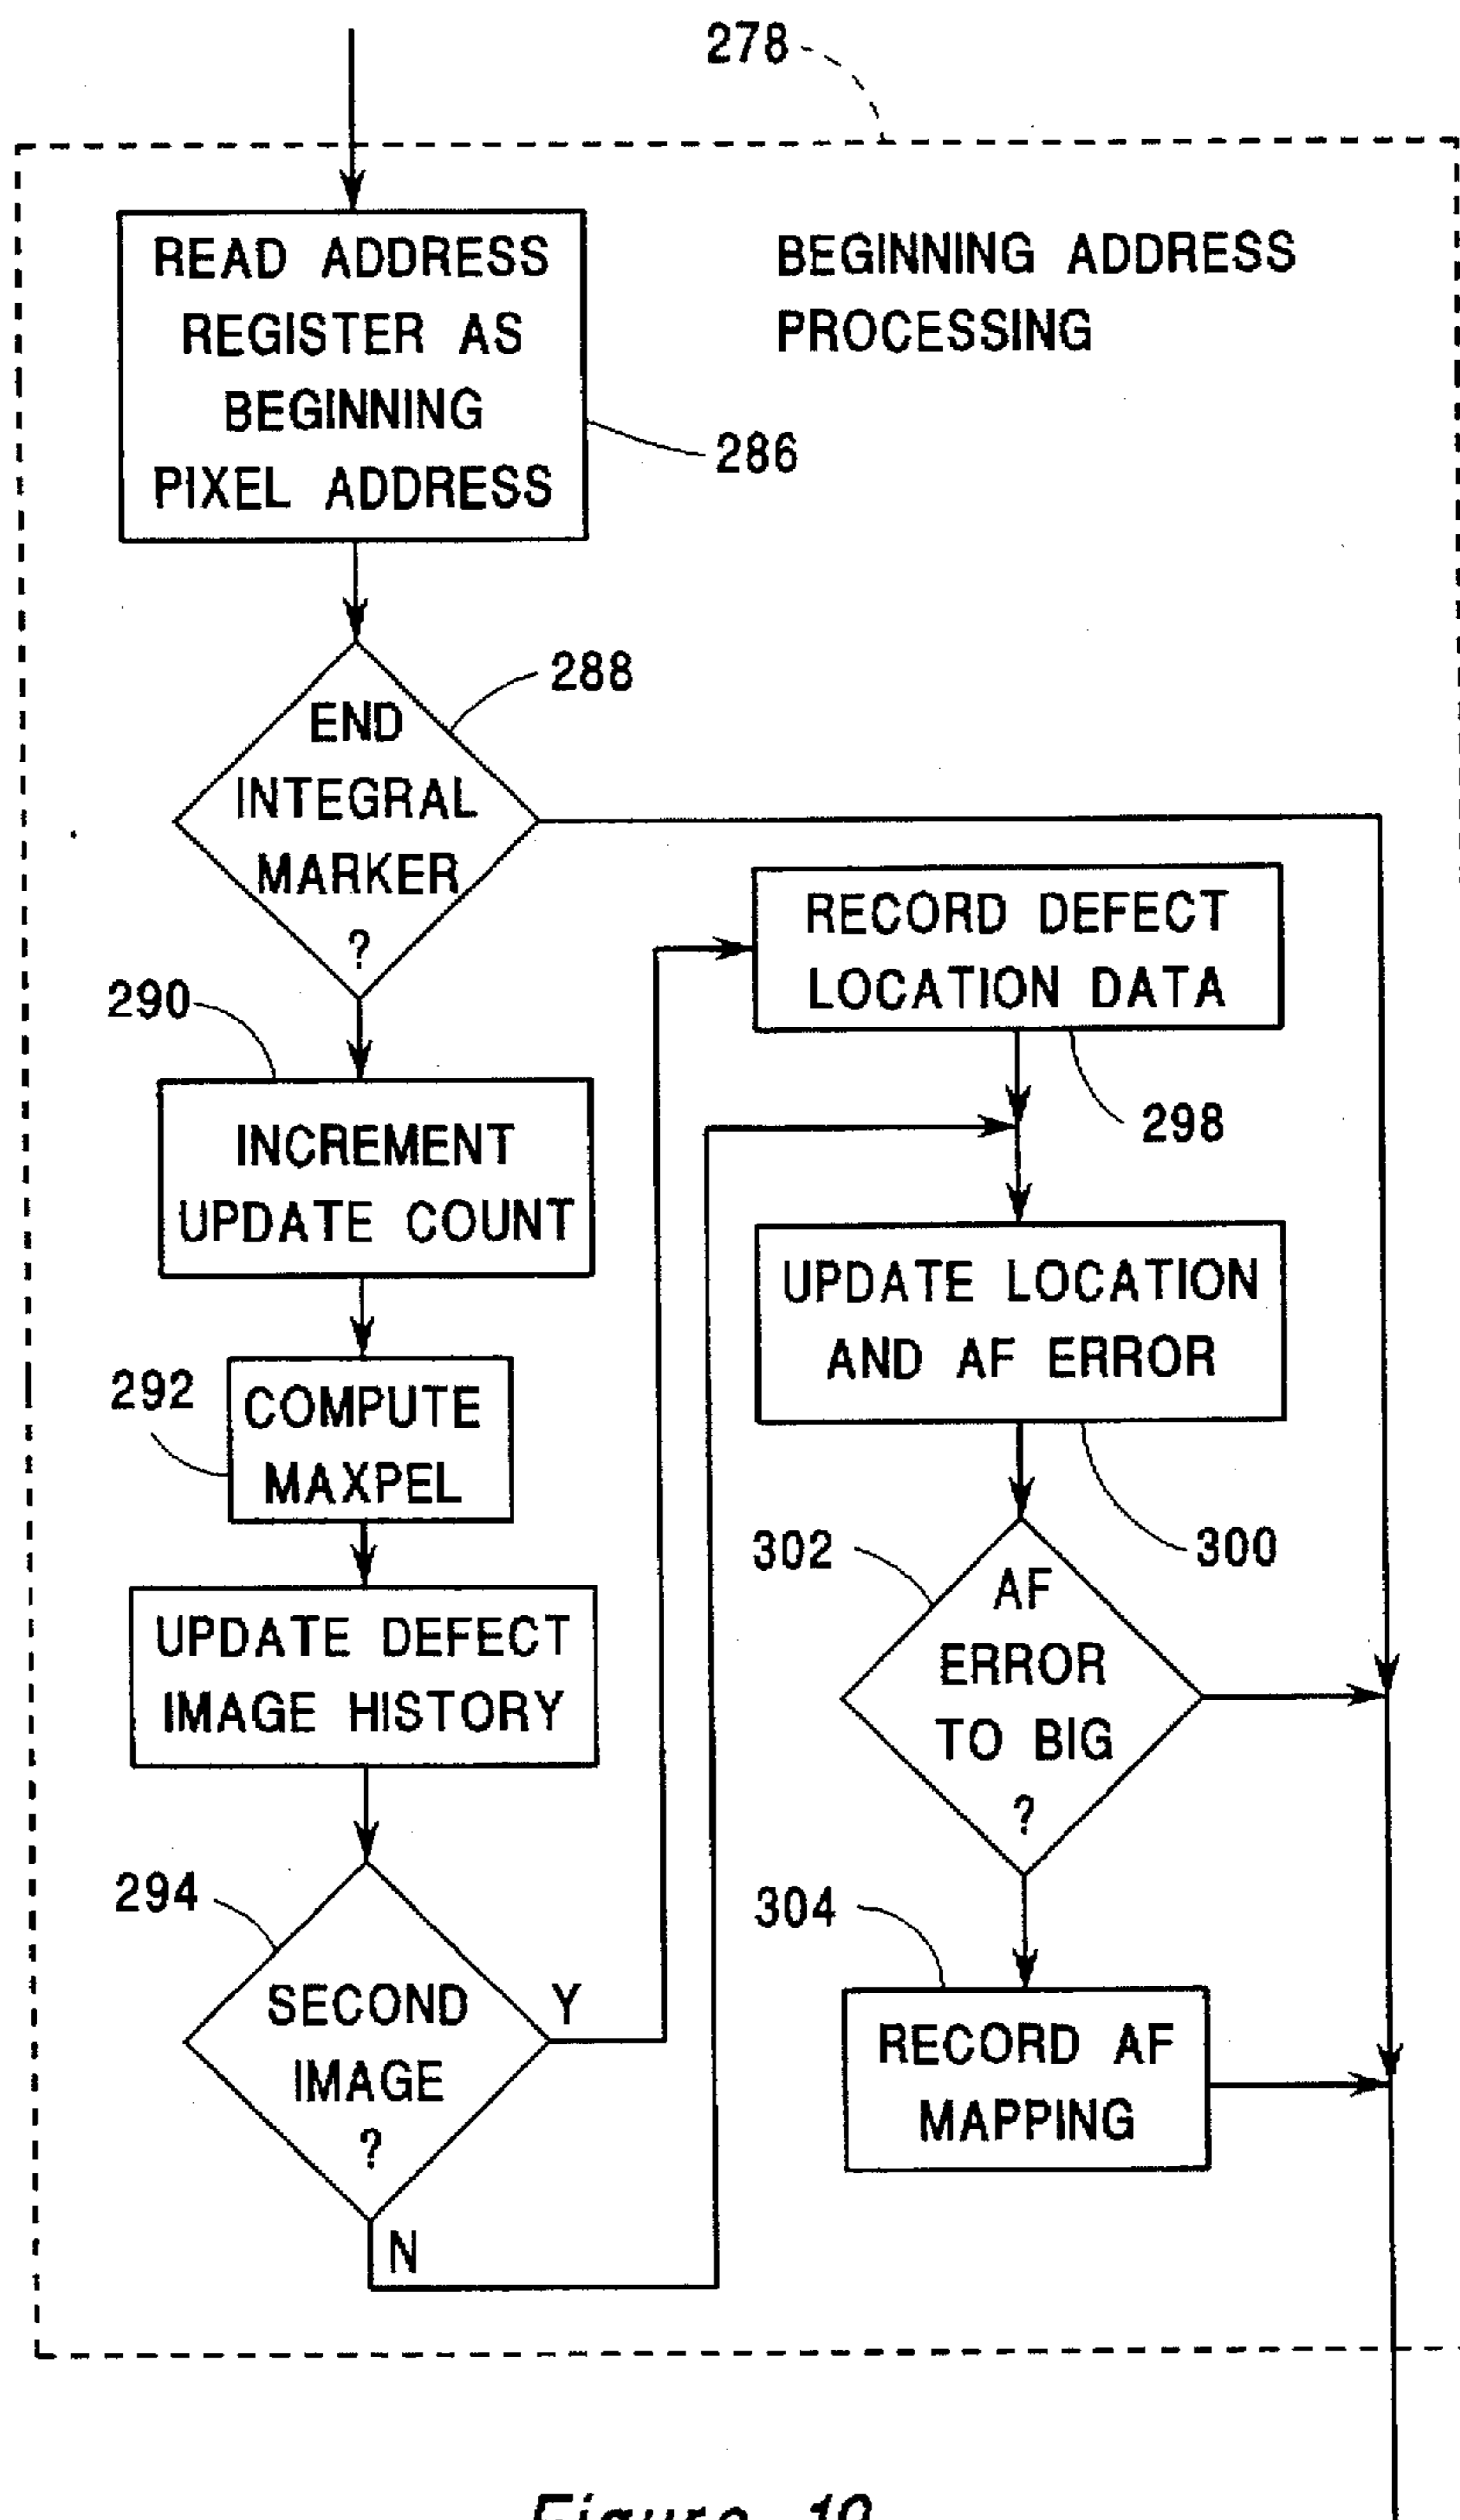 278
READ ADDRESS
REGISTER AS
BEGINNING
PIXEL ADDRESS
BEGINNING ADDRESS
PROCESSING
286
END
INTEGRAL
MARKER
?
288
290
INCREMENT
UPDATE COUNT
292
COMPUTE
MAXPEL
UPDATE DEFECT
IMAGE HISTORY
294
SECOND
IMAGE
?
Y
N
RECORD DEFECT
LOCATION DATA
298
UPDATE LOCATION
AND AF ERROR
300
302
AF
ERROR
TO BIG
?
304
RECORD AF
MAPPING
Figure 10